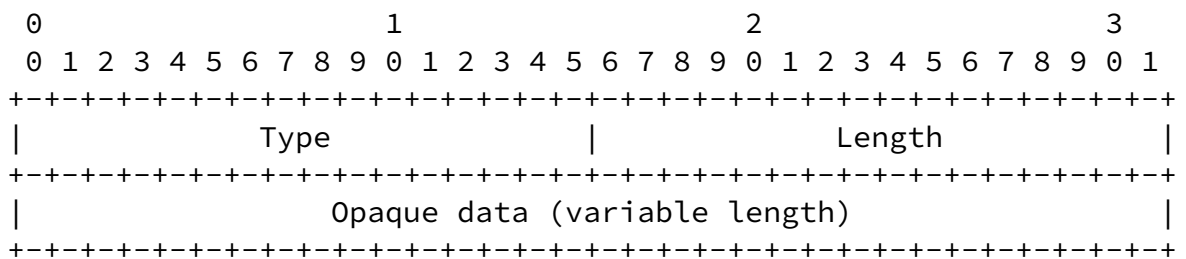 0                   1                   2                   3
 0 1 2 3 4 5 6 7 8 9 0 1 2 3 4 5 6 7 8 9 0 1 2 3 4 5 6 7 8 9 0 1
+-+-+-+-+-+-+-+-+-+-+-+-+-+-+-+-+-+-+-+-+-+-+-+-+-+-+-+-+-+-+-+-+
|             Type              |             Length            |
+-+-+-+-+-+-+-+-+-+-+-+-+-+-+-+-+-+-+-+-+-+-+-+-+-+-+-+-+-+-+-+-+
|                 Opaque data (variable length)                 |
+-+-+-+-+-+-+-+-+-+-+-+-+-+-+-+-+-+-+-+-+-+-+-+-+-+-+-+-+-+-+-+-+